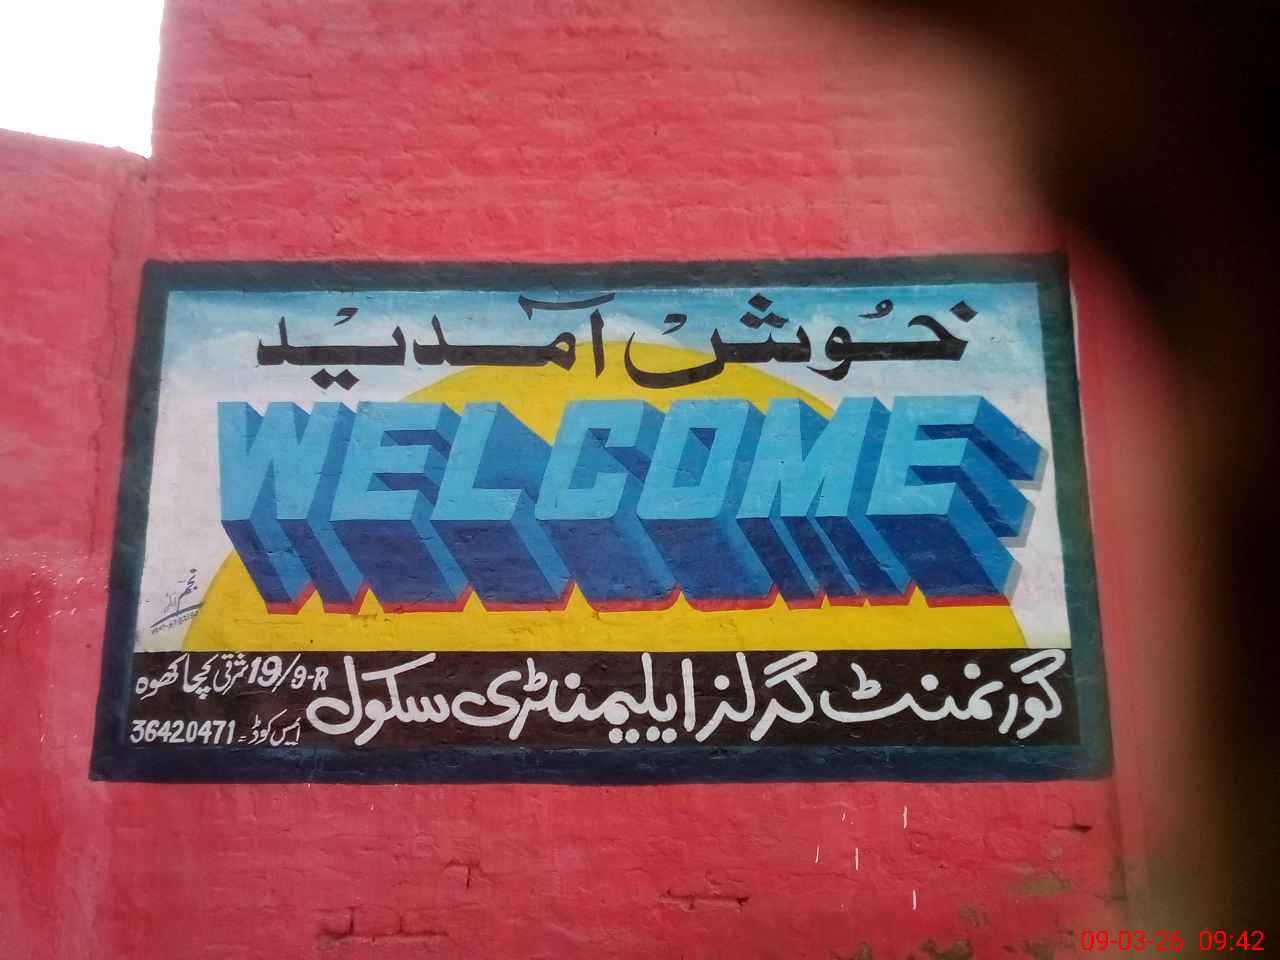 خوش آمدید
WELCOME
گورنمنٹ گرلز ایلیمنٹری سکول 19/9-R شرقی کچا کھوہ
ایس کوڈ۔ 36420471
نجم
09-03-26 09:42